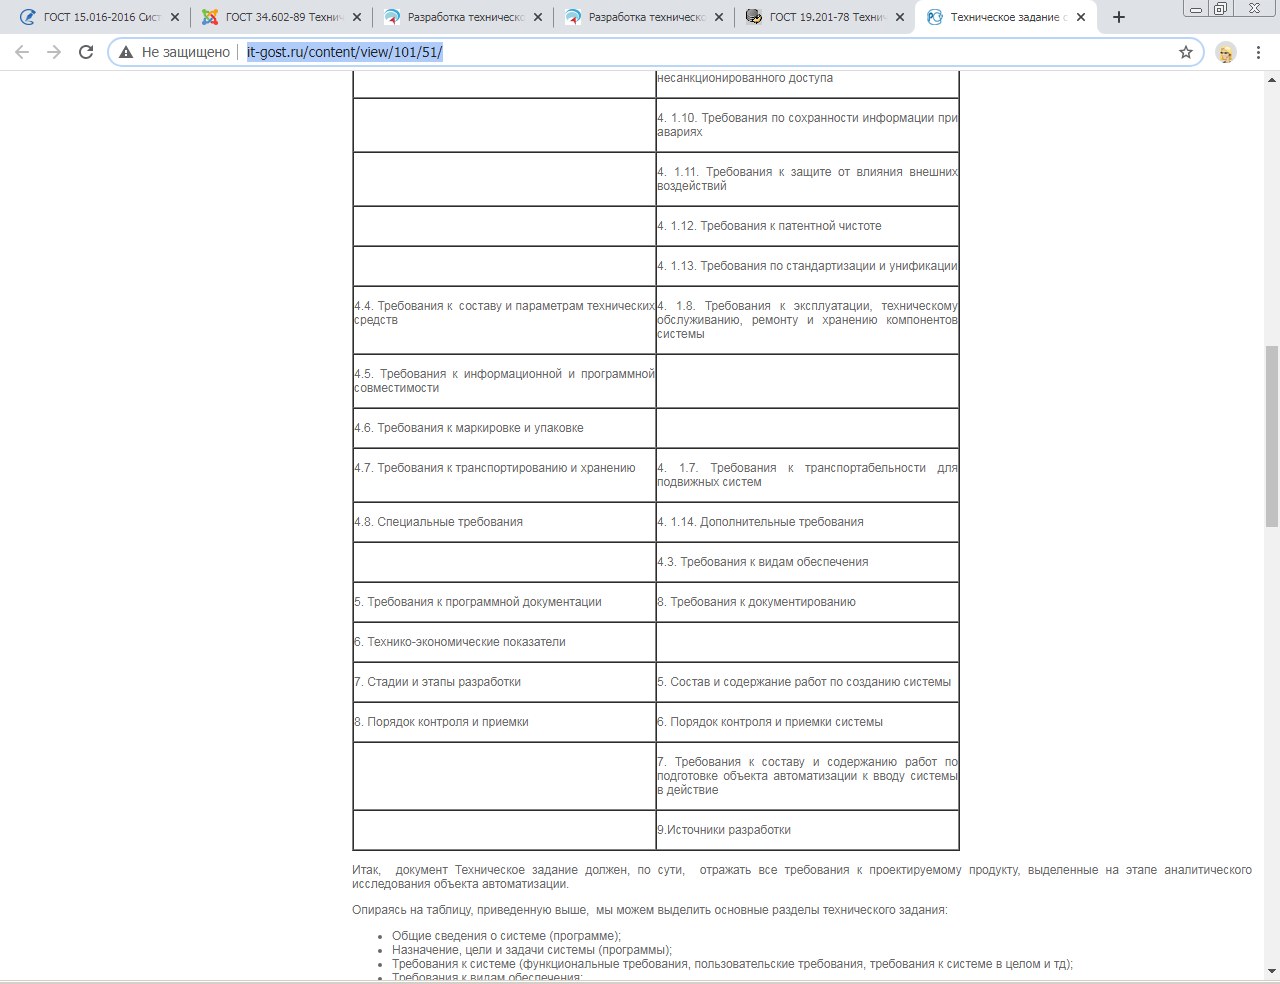 ГОСТ 15.016-2016 Сист
ГОСТ 34.602-89 Технич
Разработка техническо
Разработка техническо
ГОСТ 19.201-78 Технич
Техническое задание с
Не защищено
it-gost.ru/content/view/101/51/
несанкционированного доступа
4. 1.10. Требования по сохранности информации при
авариях
4. 1.11. Требования к защите от влияния внешних
воздействий
4. 1.12. Требования к патентной чистоте
4. 1.13. Требования по стандартизации и унификации
4.4. Требования к составу и параметрам технических
средств
4. 1.8. Требования к эксплуатации, техническому
обслуживанию, ремонту и хранению компонентов
системы
4.5. Требования к информационной и программной
совместимости
4.6. Требования к маркировке и упаковке
4.7. Требования к транспортированию и хранению
4. 1.7. Требования к транспортабельности для
подвижных систем
4.8. Специальные требования
4. 1.14. Дополнительные требования
4.3. Требования к видам обеспечения
5. Требования к программной документации
8. Требования к документированию
6. Технико-экономические показатели
7. Стадии и этапы разработки
5. Состав и содержание работ по созданию системы
8. Порядок контроля и приемки
6. Порядок контроля и приемки системы
7. Требования к составу и содержанию работ по
подготовке объекта автоматизации к вводу системы
в действие
9.Источники разработки
Итак, документ Техническое задание должен, по сути, отражать все требования к проектируемому продукту, выделенные на этапе аналитического
исследования объекта автоматизации.
Опираясь на таблицу, приведенную выше, мы можем выделить основные разделы технического задания:
• Общие сведения о системе (программе);
• Назначение, цели и задачи системы (программы);
• Требования к системе (функциональные требования, пользовательские требования, требования к системе в целом и тд);
• Требования к видам обеспечения;